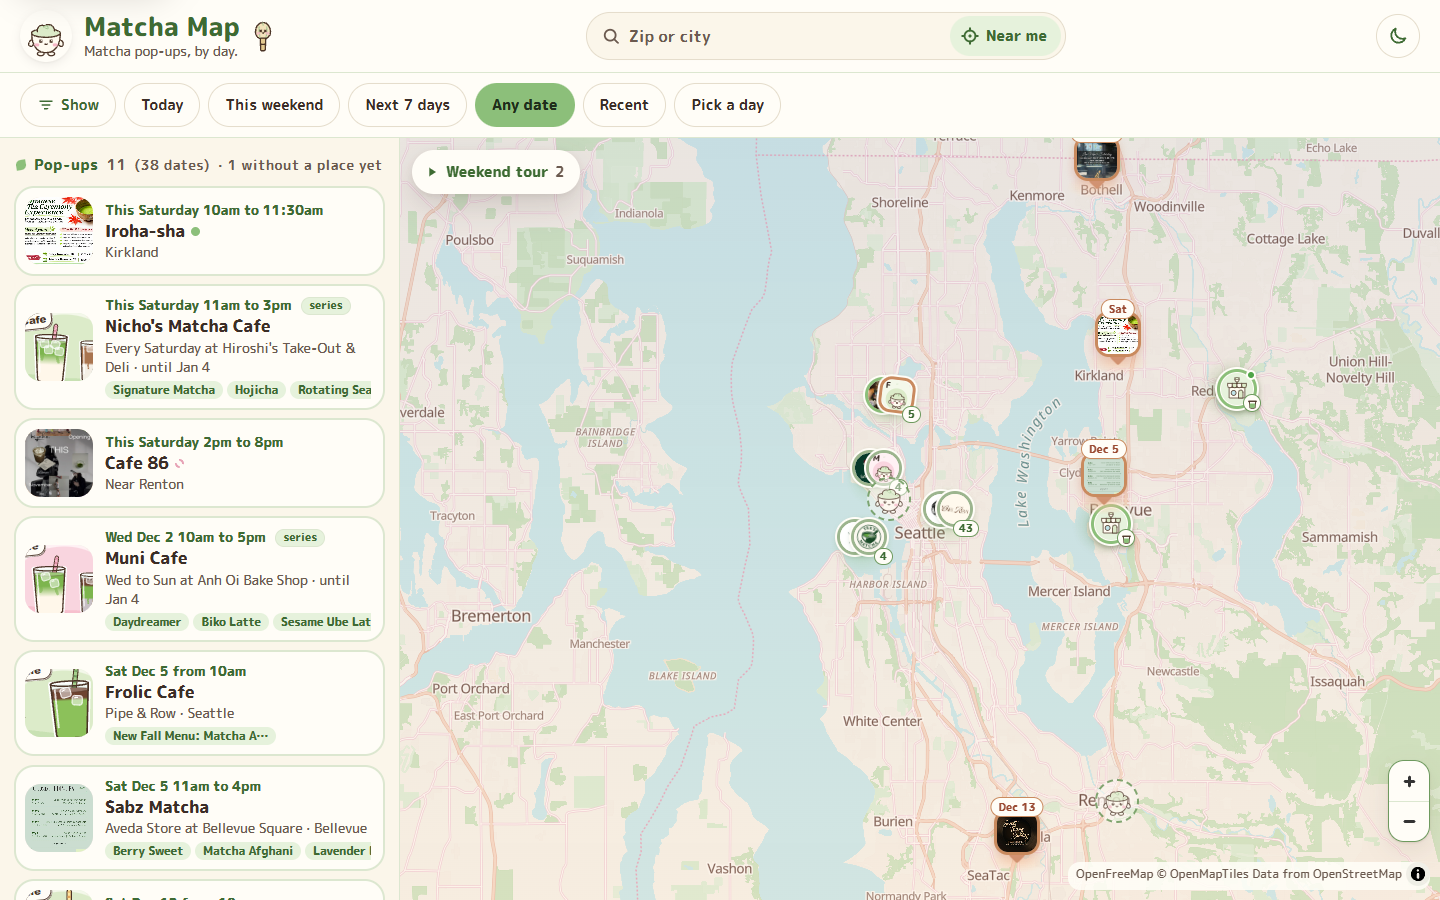 Matcha Map
Matcha pop-ups, by day.
Zip or city
Near me
Show
Today
This weekend
Next 7 days
Any date
Recent
Pick a day
Pop-ups 11 (38 dates) · 1 without a place yet
This Saturday 10am to 11:30am
Iroha-sha
Kirkland
This Saturday 11am to 3pm series
Nicho's Matcha Cafe
Every Saturday at Hiroshi's Take-Out &
Deli · until Jan 4
Signature Matcha
Hojicha
Rotating Sea
This Saturday 2pm to 8pm
Cafe 86
Near Renton
Wed Dec 2 10am to 5pm series
Muni Cafe
Wed to Sun at Anh Oi Bake Shop · until
Jan 4
Daydreamer
Biko Latte
Sesame Ube Lat
Sat Dec 5 from 10am
Frolic Cafe
Pipe & Row · Seattle
New Fall Menu: Matcha A···
Sat Dec 5 11am to 4pm
Sabz Matcha
Aveda Store at Bellevue Square · Bellevue
Berry Sweet
Matcha Afghani
Lavender
Weekend tour 2
Echo Lake
Bothell
Kenmore
Shoreline
Woodinville
Indianola
Poulsbo
Duvall
Cottage Lake
Suquamish
Sat
Union Hill-
Novelty Hill
Kirkland
Red
verdale
5
BAINBRIDGE
ISLAND
Lake Washington
Yarrow
Dec 5
Clyd
4
Tracyton
Seattle
43
vue
Sammamish
4
HARBOR ISLAND
Mercer Island
Bremerton
MERCER ISLAND
Manchester
BLAKE ISLAND
Newcastle
Issaquah
Port Orchard
East Port Orchard
White Center
+
Ren
Dec 13
Burien
la
−
Vashon
SeaTac
OpenFreeMap © OpenMapTiles Data from OpenStreetMap
Normandy Park